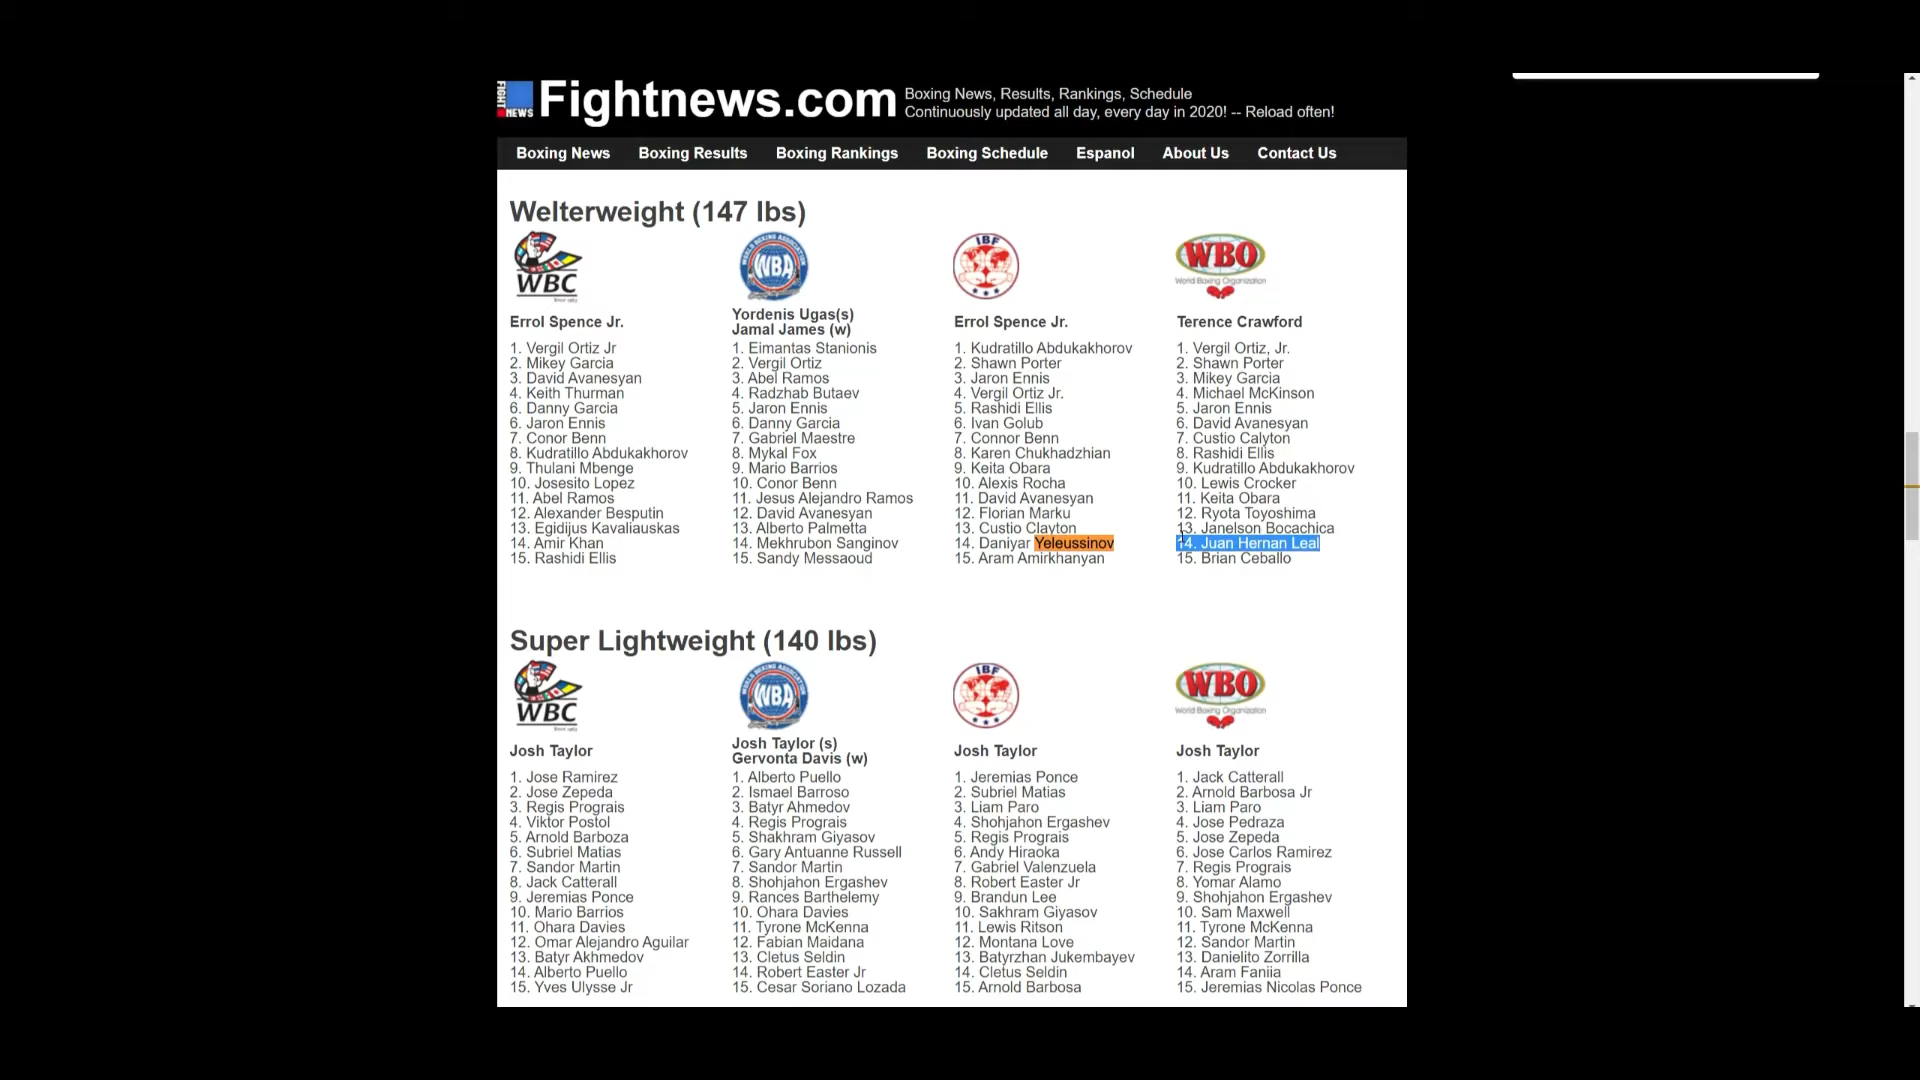 FIGHT NEWS
Fightnews.com
Boxing News, Results, Rankings, Schedule
Continuously updated all day, every day in 2020! -- Reload often!
Boxing News Boxing Results Boxing Rankings Boxing Schedule Espanol About Us Contact Us
Welterweight (147 lbs)
WBC
Errol Spence Jr.
1. Vergil Ortiz Jr
2. Mikey Garcia
3. David Avanesyan
4. Keith Thurman
6. Danny Garcia
6. Jaron Ennis
7. Conor Benn
8. Kudratillo Abdukakhorov
9. Thulani Mbenge
10. Josesito Lopez
11. Abel Ramos
12. Alexander Besputin
13. Egidijus Kavaliauskas
14. Amir Khan
15. Rashidi Ellis
WBA
Yordenis Ugas(s)
Jamal James (w)
1. Eimantas Stanionis
2. Vergil Ortiz
3. Abel Ramos
4. Radzhab Butaev
5. Jaron Ennis
6. Danny Garcia
7. Gabriel Maestre
8. Mykal Fox
9. Mario Barrios
10. Conor Benn
11. Jesus Alejandro Ramos
12. David Avanesyan
13. Alberto Palmetta
14. Mekhrubon Sanginov
15. Sandy Messaoud
IBF
Errol Spence Jr.
1. Kudratillo Abdukakhorov
2. Shawn Porter
3. Jaron Ennis
4. Vergil Ortiz Jr.
5. Rashidi Ellis
6. Ivan Golub
7. Connor Benn
8. Karen Chukhadzhian
9. Keita Obara
10. Alexis Rocha
11. David Avanesyan
12. Florian Marku
13. Custio Clayton
14. Daniyar Yeleussinov
15. Aram Amirkhanyan
WBO
World Boxing Organization
Terence Crawford
1. Vergil Ortiz, Jr.
2. Shawn Porter
3. Mikey Garcia
4. Michael McKinson
5. Jaron Ennis
6. David Avanesyan
7. Custio Calyton
8. Rashidi Ellis
9. Kudratillo Abdukakhorov
10. Lewis Crocker
11. Keita Obara
12. Ryota Toyoshima
13. Janelson Bocachica
14. Juan Hernan Leal
15. Brian Ceballo
Super Lightweight (140 lbs)
WBC
Josh Taylor
1. Jose Ramirez
2. Jose Zepeda
3. Regis Prograis
4. Viktor Postol
5. Arnold Barboza
6. Subriel Matias
7. Sandor Martin
8. Jack Catterall
9. Jeremias Ponce
10. Mario Barrios
11. Ohara Davies
12. Omar Alejandro Aguilar
13. Batyr Akhmedov
14. Alberto Puello
15. Yves Ulysse Jr
WBA
Josh Taylor (s)
Gervonta Davis (w)
1. Alberto Puello
2. Ismael Barroso
3. Batyr Ahmedov
4. Regis Prograis
5. Shakhram Giyasov
6. Gary Antuanne Russell
7. Sandor Martin
8. Shohjahon Ergashev
9. Rances Barthelemy
10. Ohara Davies
11. Tyrone McKenna
12. Fabian Maidana
13. Cletus Seldin
14. Robert Easter Jr
15. Cesar Soriano Lozada
IBF
Josh Taylor
1. Jeremias Ponce
2. Subriel Matias
3. Liam Paro
4. Shohjahon Ergashev
5. Regis Prograis
6. Andy Hiraoka
7. Gabriel Valenzuela
8. Robert Easter Jr
9. Brandun Lee
10. Sakhram Giyasov
11. Lewis Ritson
12. Montana Love
13. Batyrzhan Jukembayev
14. Cletus Seldin
15. Arnold Barbosa
WBO
World Boxing Organization
Josh Taylor
1. Jack Catterall
2. Arnold Barbosa Jr
3. Liam Paro
4. Jose Pedraza
5. Jose Zepeda
6. Jose Carlos Ramirez
7. Regis Prograis
8. Yomar Alamo
9. Shohjahon Ergashev
10. Sam Maxwell
11. Tyrone McKenna
12. Sandor Martin
13. Danielito Zorrilla
14. Aram Faniia
15. Jeremias Nicolas Ponce